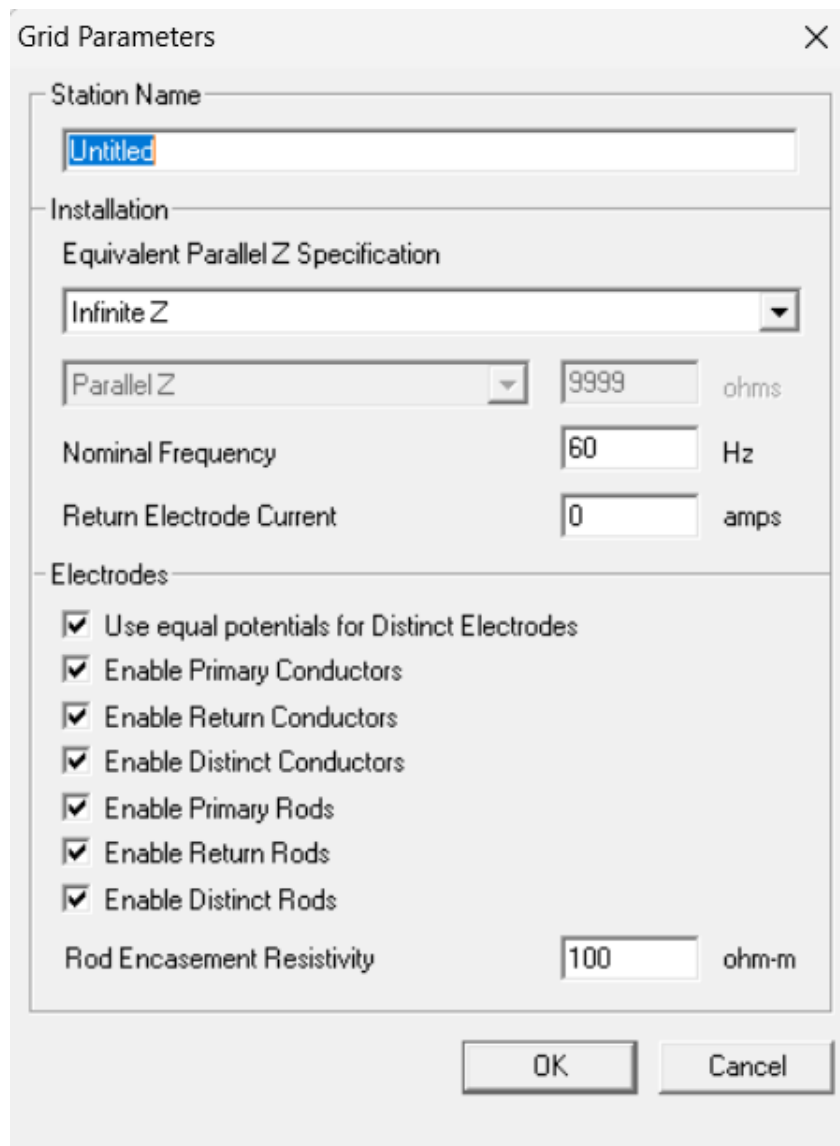 Grid Parameters
Station Name
Untitled
Installation
Equivalent Parallel Z Specification
Infinite Z
Parallel Z 9999 ohms
Nominal Frequency 60 Hz
Return Electrode Current 0 amps
Electrodes
Use equal potentials for Distinct Electrodes
Enable Primary Conductors
Enable Return Conductors
Enable Distinct Conductors
Enable Primary Rods
Enable Return Rods
Enable Distinct Rods
Rod Encasement Resistivity 100 ohm-m
OK Cancel